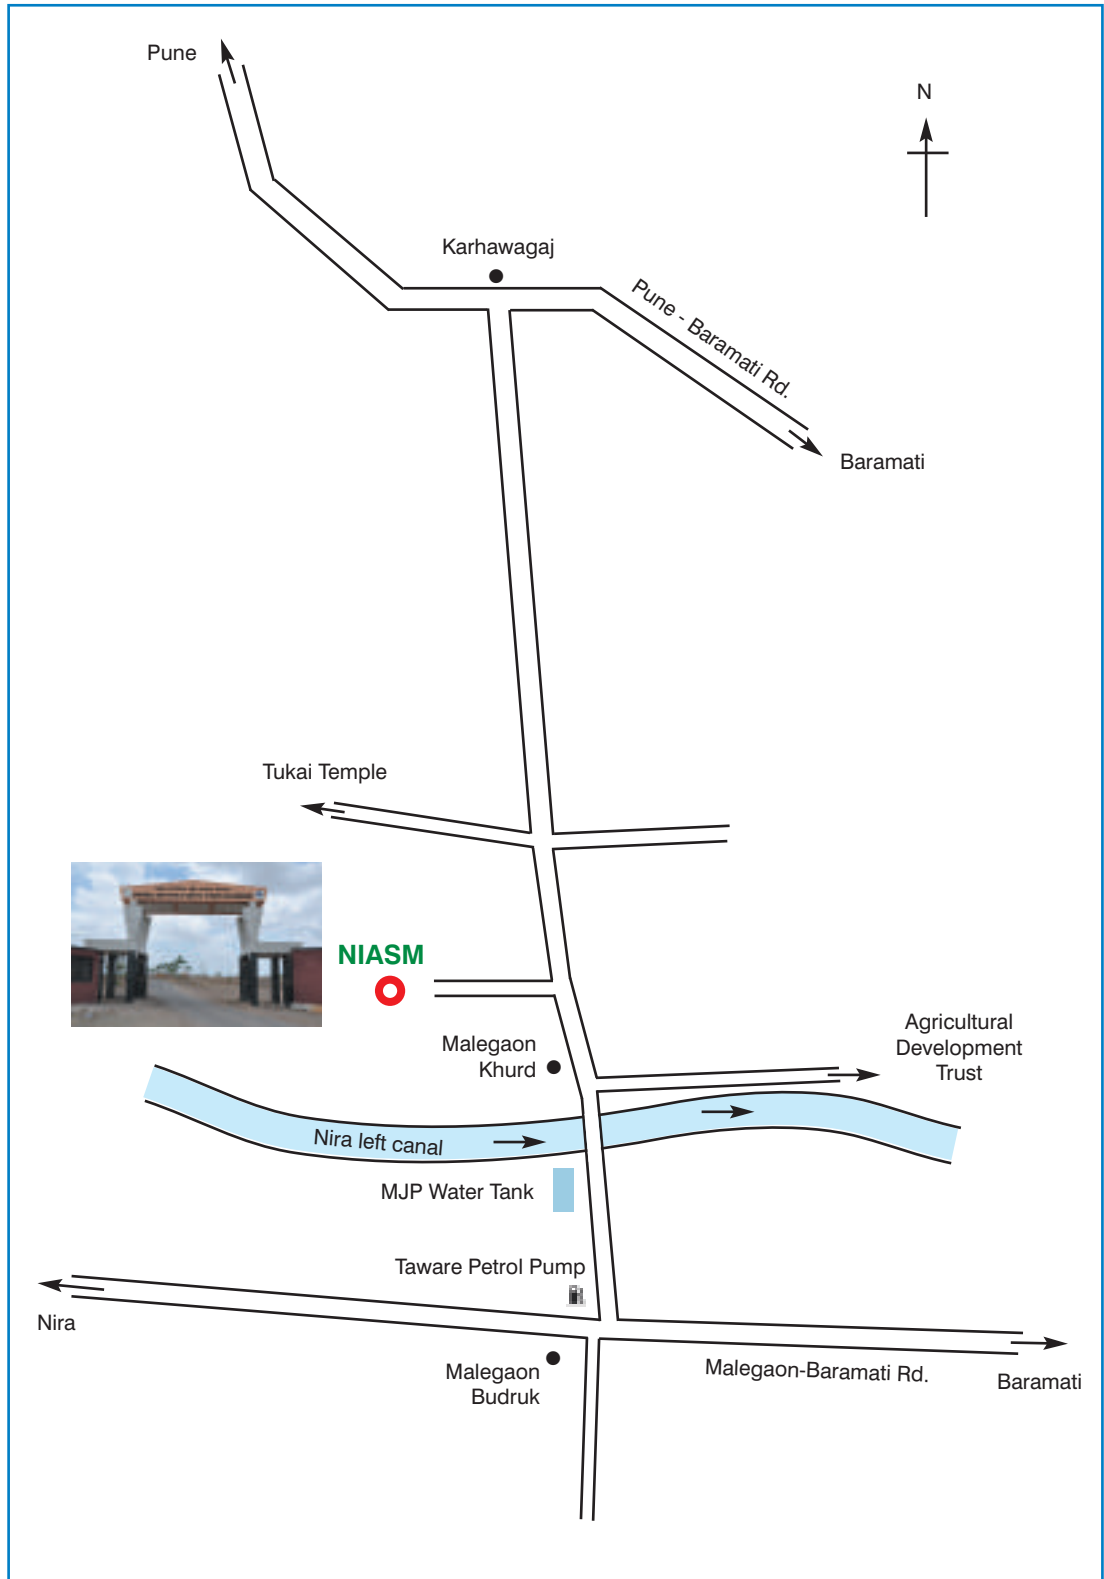 Pune
N
Karhawagaj
Pune - Baramati Rd.
Baramati
Tukai Temple
NIASM
Malegaon
Khurd
Agricultural
Development
Trust
Nira left canal
MJP Water Tank
Taware Petrol Pump
Nira
Malegaon
Budruk
Malegaon-Baramati Rd.
Baramati